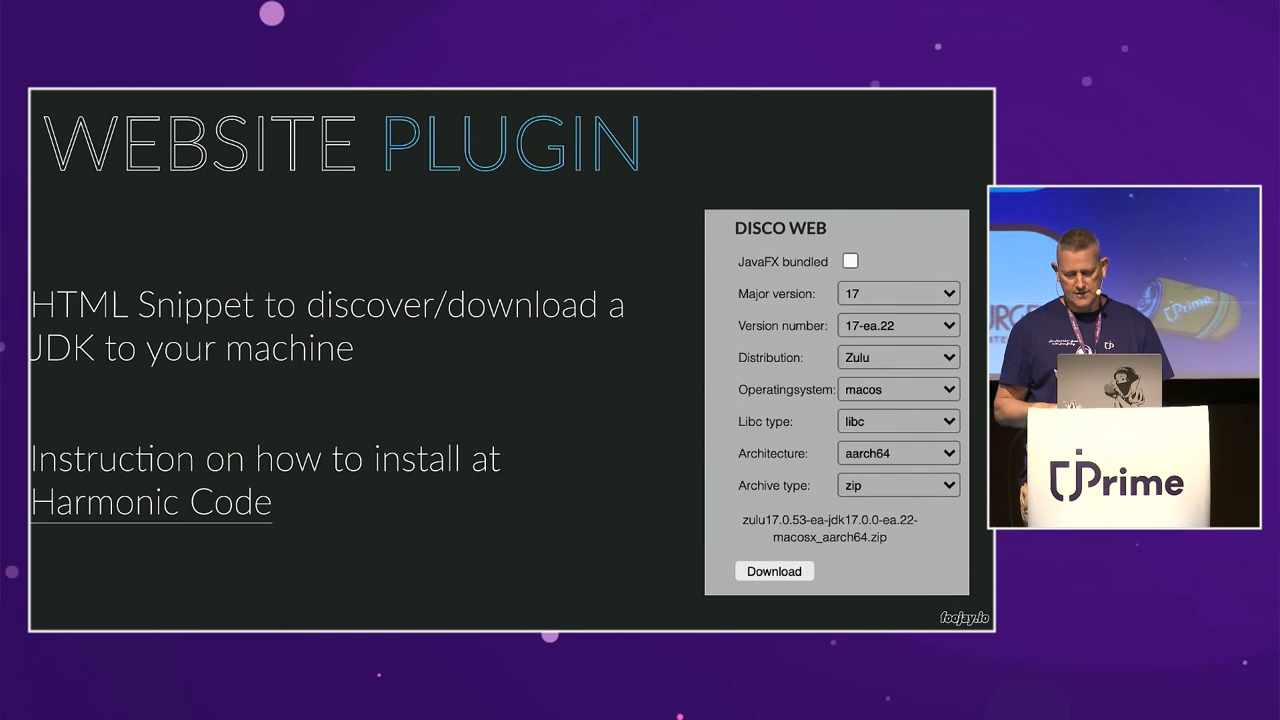 WEBSITE PLUGIN
HTML Snippet to discover/download a
JDK to your machine
Instruction on how to install at
Harmonic Code
DISCO WEB
JavaFX bundled
Major version: 17
Version number: 17-ea.22
Distribution: Zulu
Operatingsystem: macos
Libc type: libc
Architecture: aarch64
Archive type: zip
zulu17.0.53-ea-jdk17.0.0-ea.22-
macosx_aarch64.zip
Download
foojay.io
jPrime
jPrime